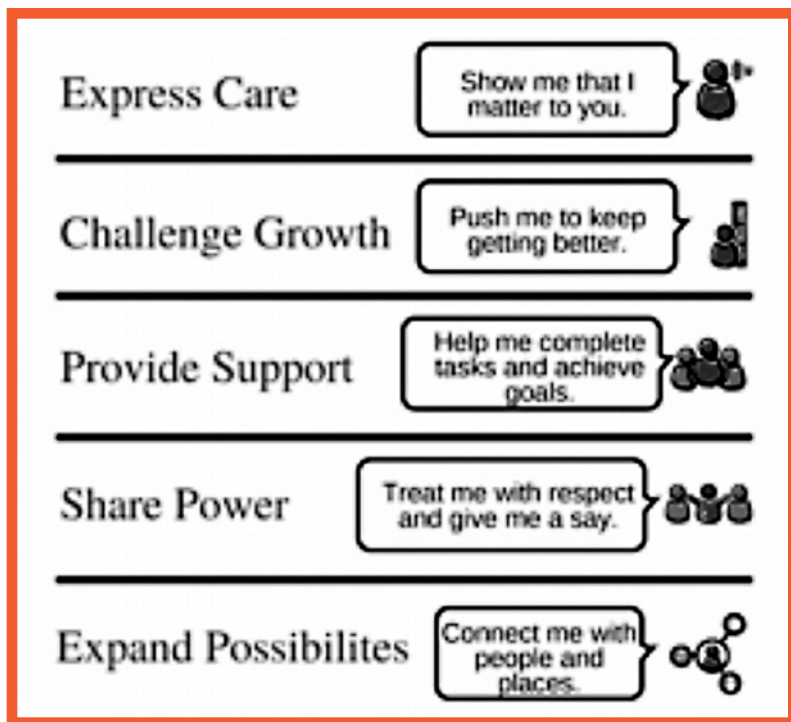 Express Care
Show me that I
matter to you.
Challenge Growth
Push me to keep
getting better.
Provide Support
Help me complete
tasks and achieve
goals.
Share Power
Treat me with respect
and give me a say.
Expand Possibilites
Connect me with
people and
places.